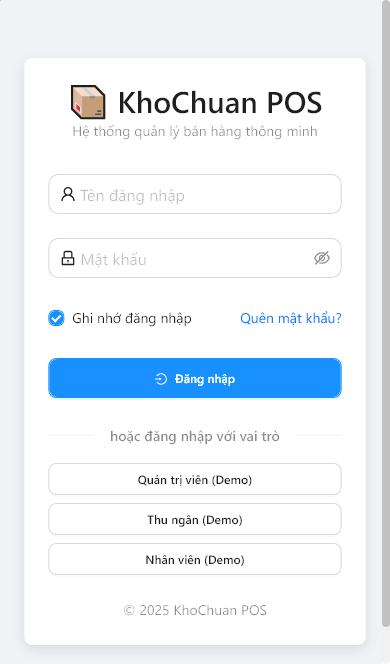 KhoChuan POS
Hệ thống quản lý bán hàng thông minh
Tên đăng nhập
Mật khẩu
Ghi nhớ đăng nhập Quên mật khẩu?
Đăng nhập
hoặc đăng nhập với vai trò
Quản trị viên (Demo)
Thu ngân (Demo)
Nhân viên (Demo)
© 2025 KhoChuan POS